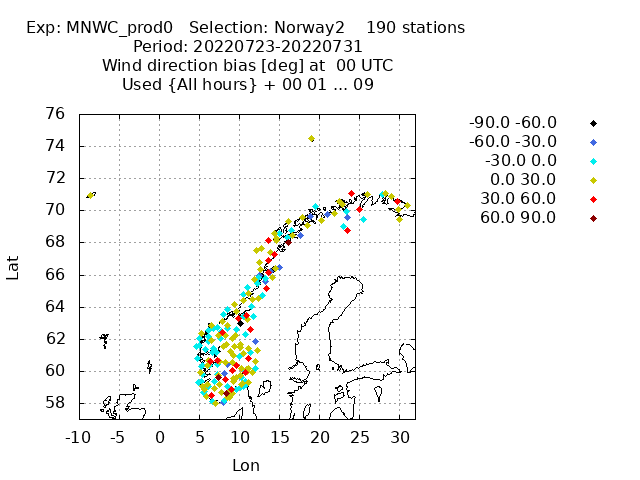 Exp: MNWC_prod0   Selection: Norway2    190 stations
Period: 20220723-20220731
Wind direction bias [deg] at  00 UTC
Used {All hours} + 00 01 ... 09
76
74
72
70
68
66
64
62
60
58
Lat
-10 -5 0 5 10 15 20 25 30
Lon
-90.0 -60.0
-60.0 -30.0
-30.0 0.0
0.0 30.0
30.0 60.0
60.0 90.0